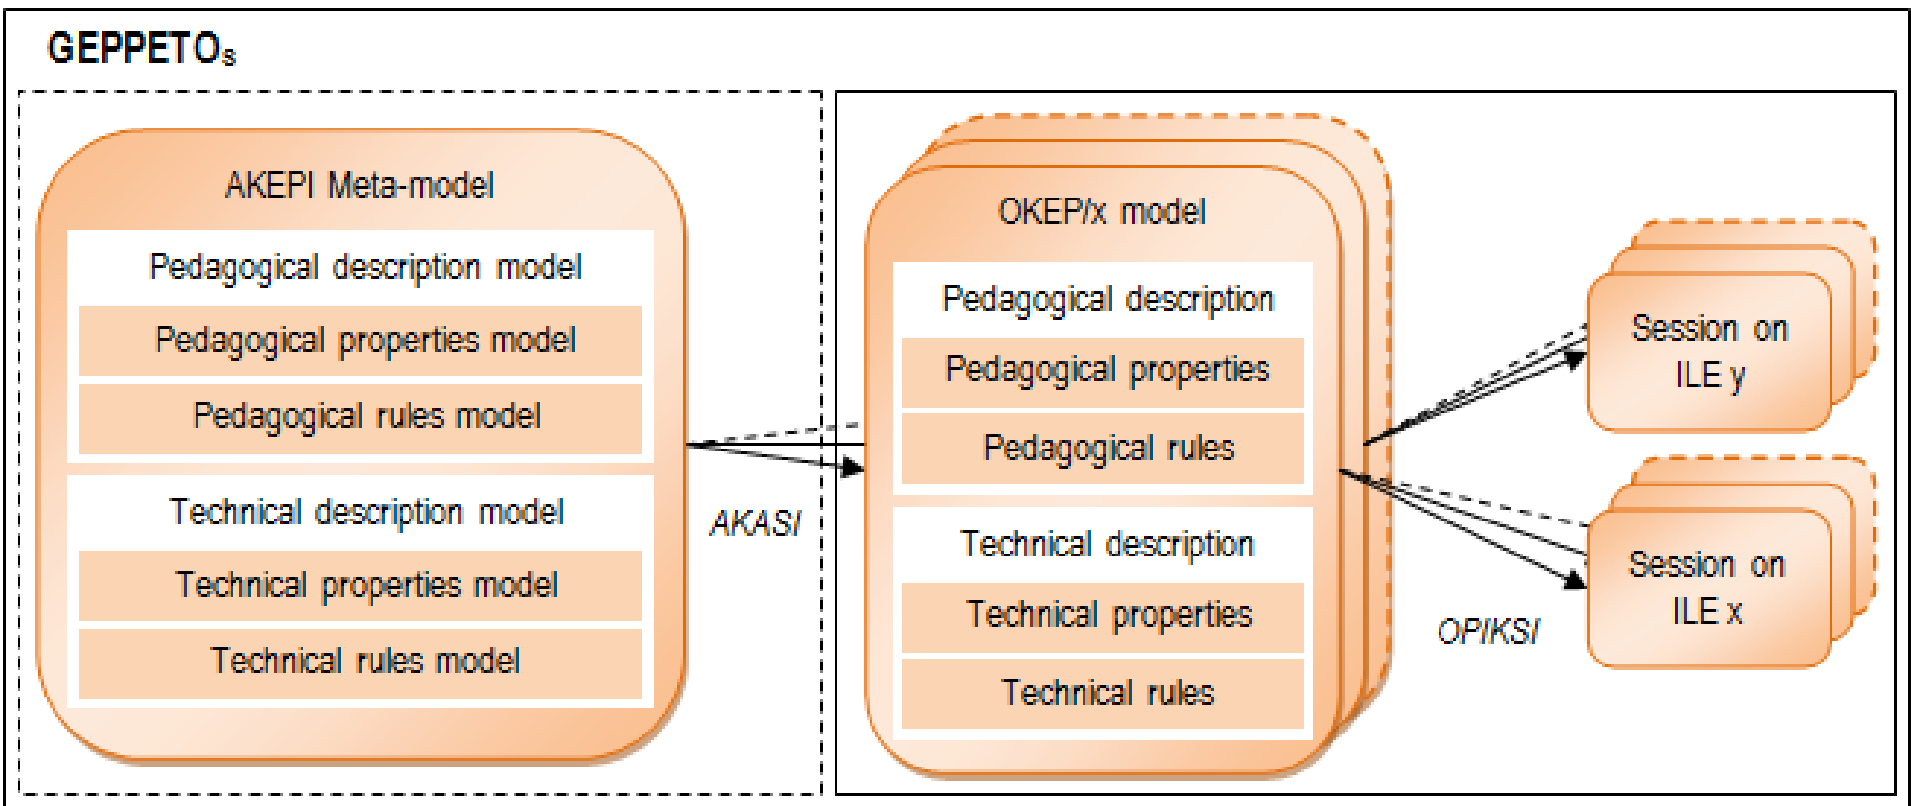 GEPPETOs
AKEPI Meta-model
Pedagogical description model
Pedagogical properties model
Pedagogical rules model
Technical description model
Technical properties model
Technical rules model
AKASI
OKEP/x model
Pedagogical description
Pedagogical properties
Pedagogical rules
Technical description
Technical properties
Technical rules
OPIKSI
Session on
ILE y
Session on
ILE x